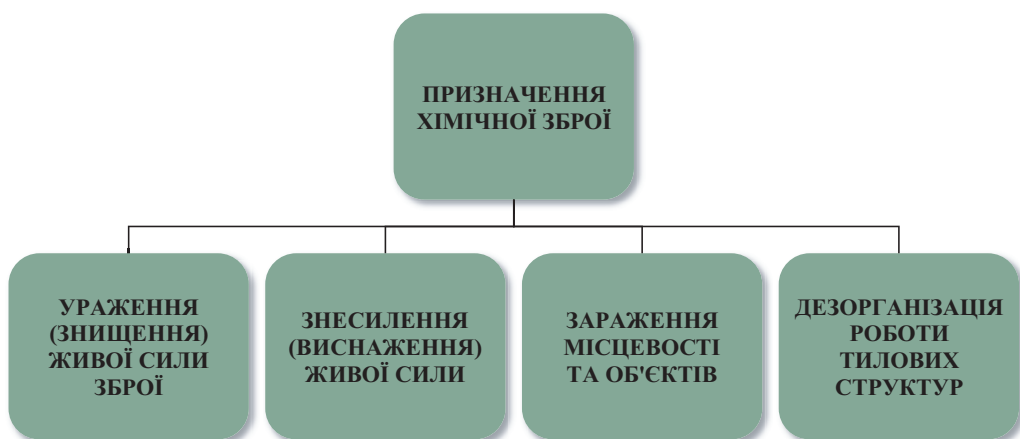 ПРИЗНАЧЕННЯ
ХІМІЧНОЇ ЗБРОЇ
УРАЖЕННЯ
(ЗНИЩЕННЯ)
ЖИВОЇ СИЛИ
ЗБРОЇ
ЗНЕСИЛЕННЯ
(ВИСНАЖЕННЯ)
ЖИВОЇ СИЛИ
ЗАРАЖЕННЯ
МІСЦЕВОСТІ
ТА ОБ'ЄКТІВ
ДЕЗОРГАНІЗАЦІЯ
РОБОТИ
ТИЛОВИХ
СТРУКТУР